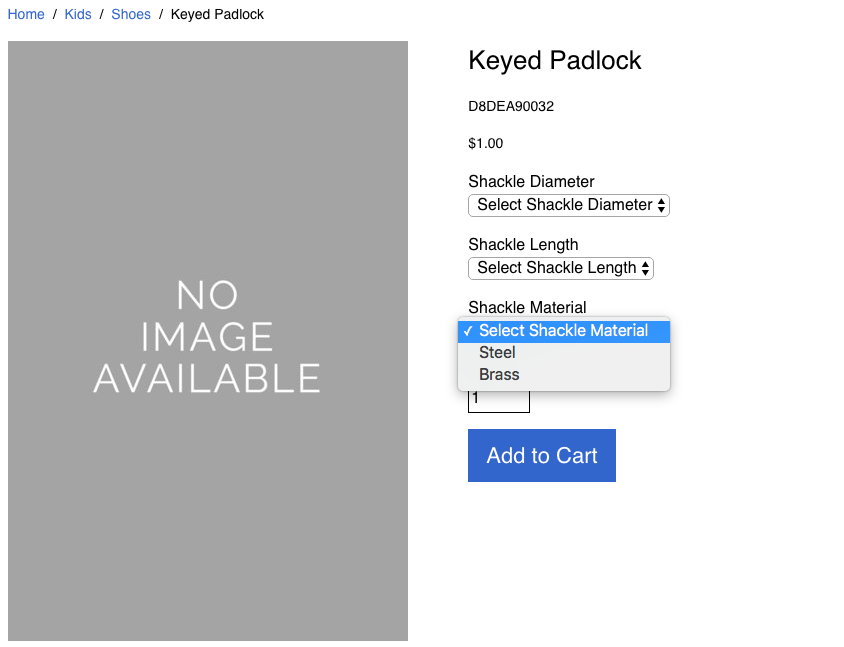 Home / Kids / Shoes / Keyed Padlock
NO
IMAGE
AVAILABLE
Keyed Padlock
D8DEA90032
$1.00
Shackle Diameter
Select Shackle Diameter
Shackle Length
Select Shackle Length
Shackle Material
✓ Select Shackle Material
Steel
Brass
1
Add to Cart